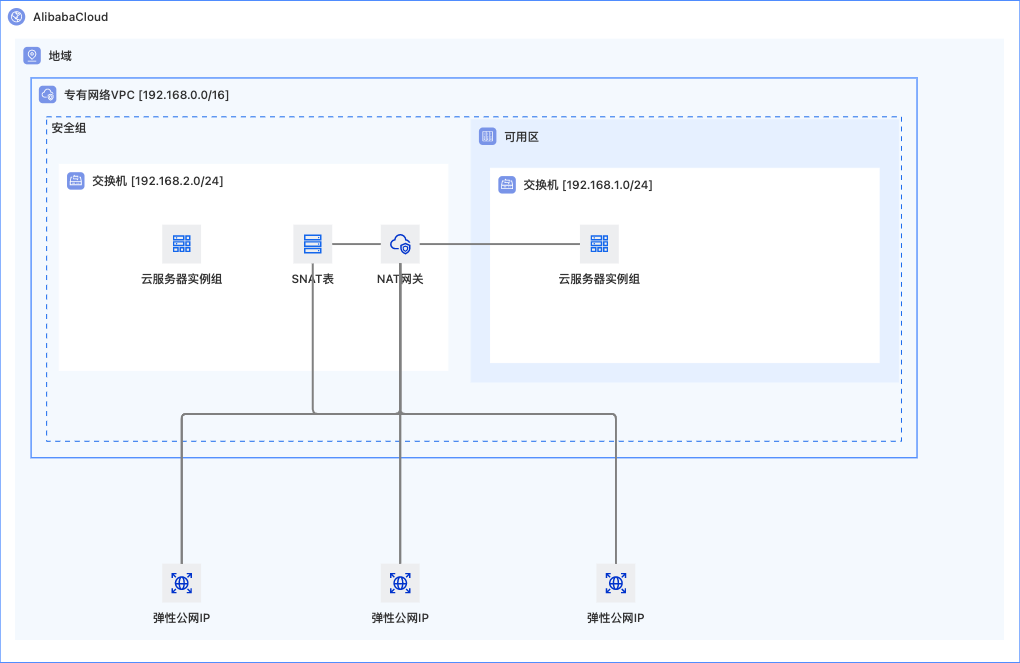 AlibabaCloud
地域
专有网络VPC [192.168.0.0/16]
安全组
可用区
交换机 [192.168.2.0/24]
交换机 [192.168.1.0/24]
云服务器实例组
SNAT表
NAT网关
云服务器实例组
弹性公网IP
弹性公网IP
弹性公网IP